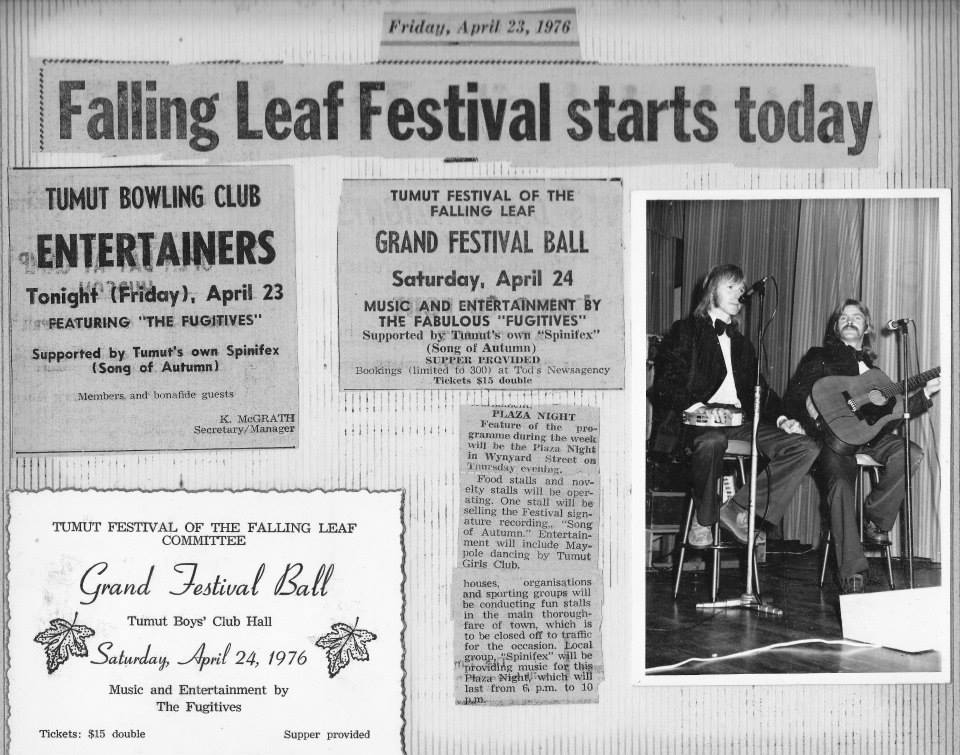 Friday, April 23, 1976
Falling Leaf Festival starts today
TUMUT BOWLING CLUB
ENTERTAINERS
Tonight (Friday), April 23
FEATURING "THE FUGITIVES"
Supported by Tumut's own Spinifex
(Song of Autumn)
Members and bonafide guests
K. McGRATH
Secretary/Manager
TUMUT FESTIVAL OF THE
FALLING LEAF
GRAND FESTIVAL BALL
Saturday, April 24
MUSIC AND ENTERTAINMENT BY
THE FABULOUS "FUGITIVES"
Supported by Tumut's own "Spinifex"
(Song of Autumn)
SUPPER PROVIDED
Bookings (limited to 300) at Tod's Newsagency
Tickets $15 double
PLAZA NIGHT
Feature of the pro-
gramme during the week
will be the Plaza Night
in Wynyard Street on
Thursday evening.
Food stalls and nov-
elty stalls will be oper-
ating. One stall will be
selling the Festival sign-
ature recording, "Song
of Autumn." Entertain-
ment will include May-
pole dancing by Tumut
Girls Club.
houses, organisations
and sporting groups will
be conducting fun stalls
in the main thorough-
fare of town, which is
to be closed off to traffic
for the occasion. Local
group, "Spinifex" will be
providing music for this
Plaza Night, which will
last from 6 p.m. to 10
p.m.
TUMUT FESTIVAL OF THE FALLING LEAF
COMMITTEE
Grand Festival Ball
Tumut Boys' Club Hall
Saturday, April 24, 1976
Music and Entertainment by
The Fugitives
Tickets: $15 double
Supper provided